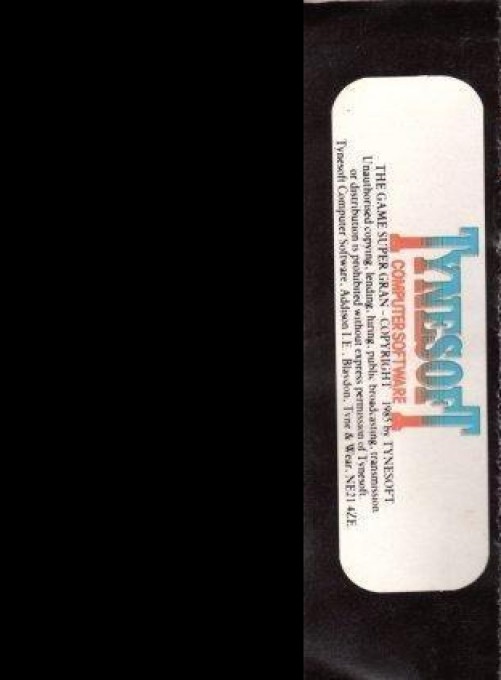 TYNESOFT
COMPUTER SOFTWARE
THE GAME SUPER GRAN - COPYRIGHT 1985 by TYNESOFT
Unauthorised copying, lending, hiring, public broadcasting, transmission
or distribution is prohibited without express permission of Tynesoft.
Tynesoft Computer Software, Addison I.E., Blaydon, Tyne & Wear, NE21 4ZE